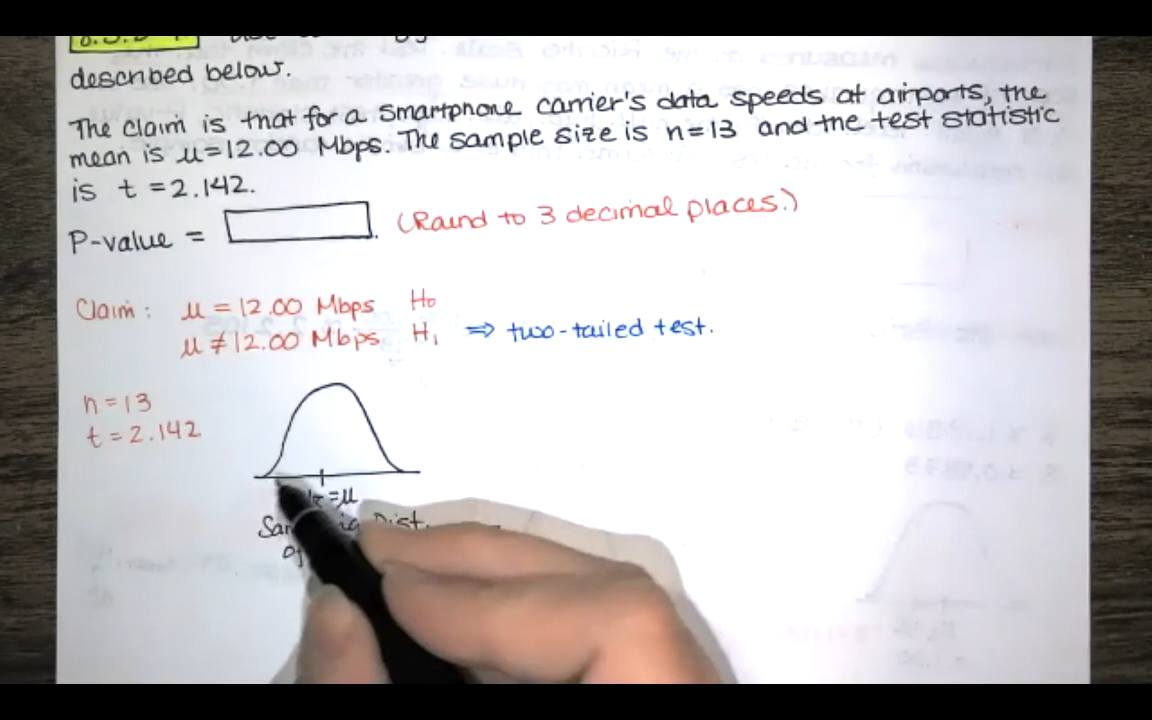 described below.
The claim is that for a smartphone carrier's data speeds at airports, the
mean is μ=12.00 Mbps. The sample size is n=13 and the test statistic
is t = 2.142.
P-value = . (Round to 3 decimal places.)
Claim: μ = 12.00 Mbps H₀
μ ≠ 12.00 Mbps H₁ ⇒ two-tailed test.
n = 13
t = 2.142
=μ
Dist.